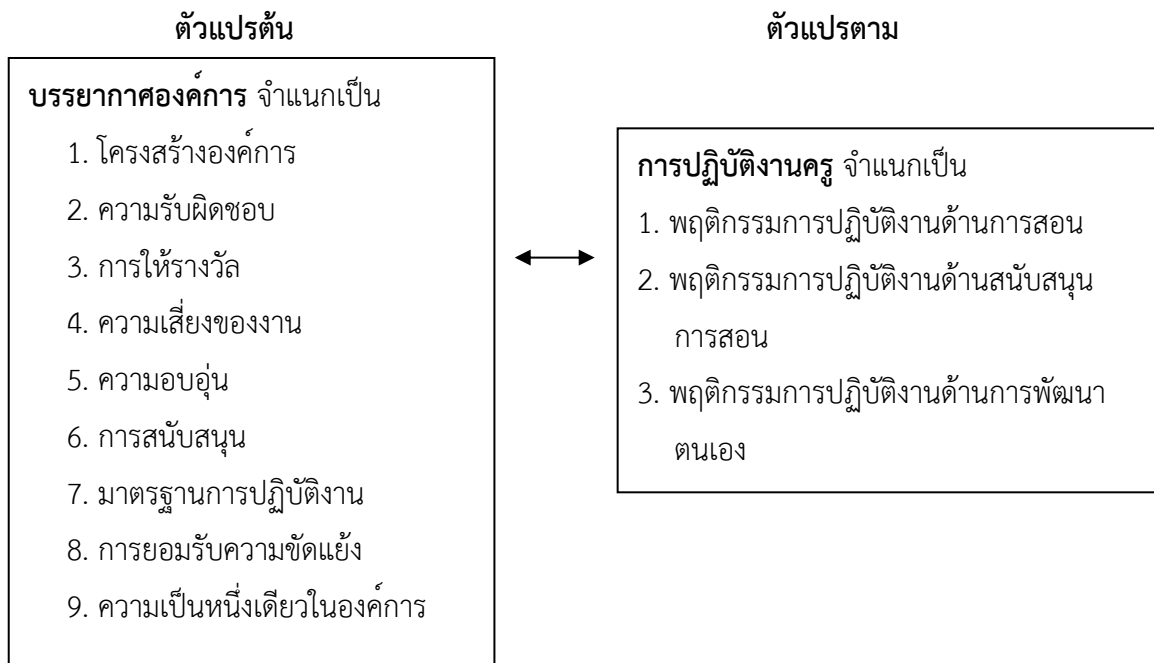 ตัวแปรต้น
ตัวแปรตาม
บรรยากาศองค์การ จำแนกเป็น
1. โครงสร้างองค์การ
2. ความรับผิดชอบ
3. การให้รางวัล
4. ความเสี่ยงของงาน
5. ความอบอุ่น
6. การสนับสนุน
7. มาตรฐานการปฏิบัติงาน
8. การยอมรับความขัดแย้ง
9. ความเป็นหนึ่งเดียวในองค์การ
การปฏิบัติงานครู จำแนกเป็น
1. พฤติกรรมการปฏิบัติงานด้านการสอน
2. พฤติกรรมการปฏิบัติงานด้านสนับสนุน
การสอน
3. พฤติกรรมการปฏิบัติงานด้านการพัฒนา
ตนเอง